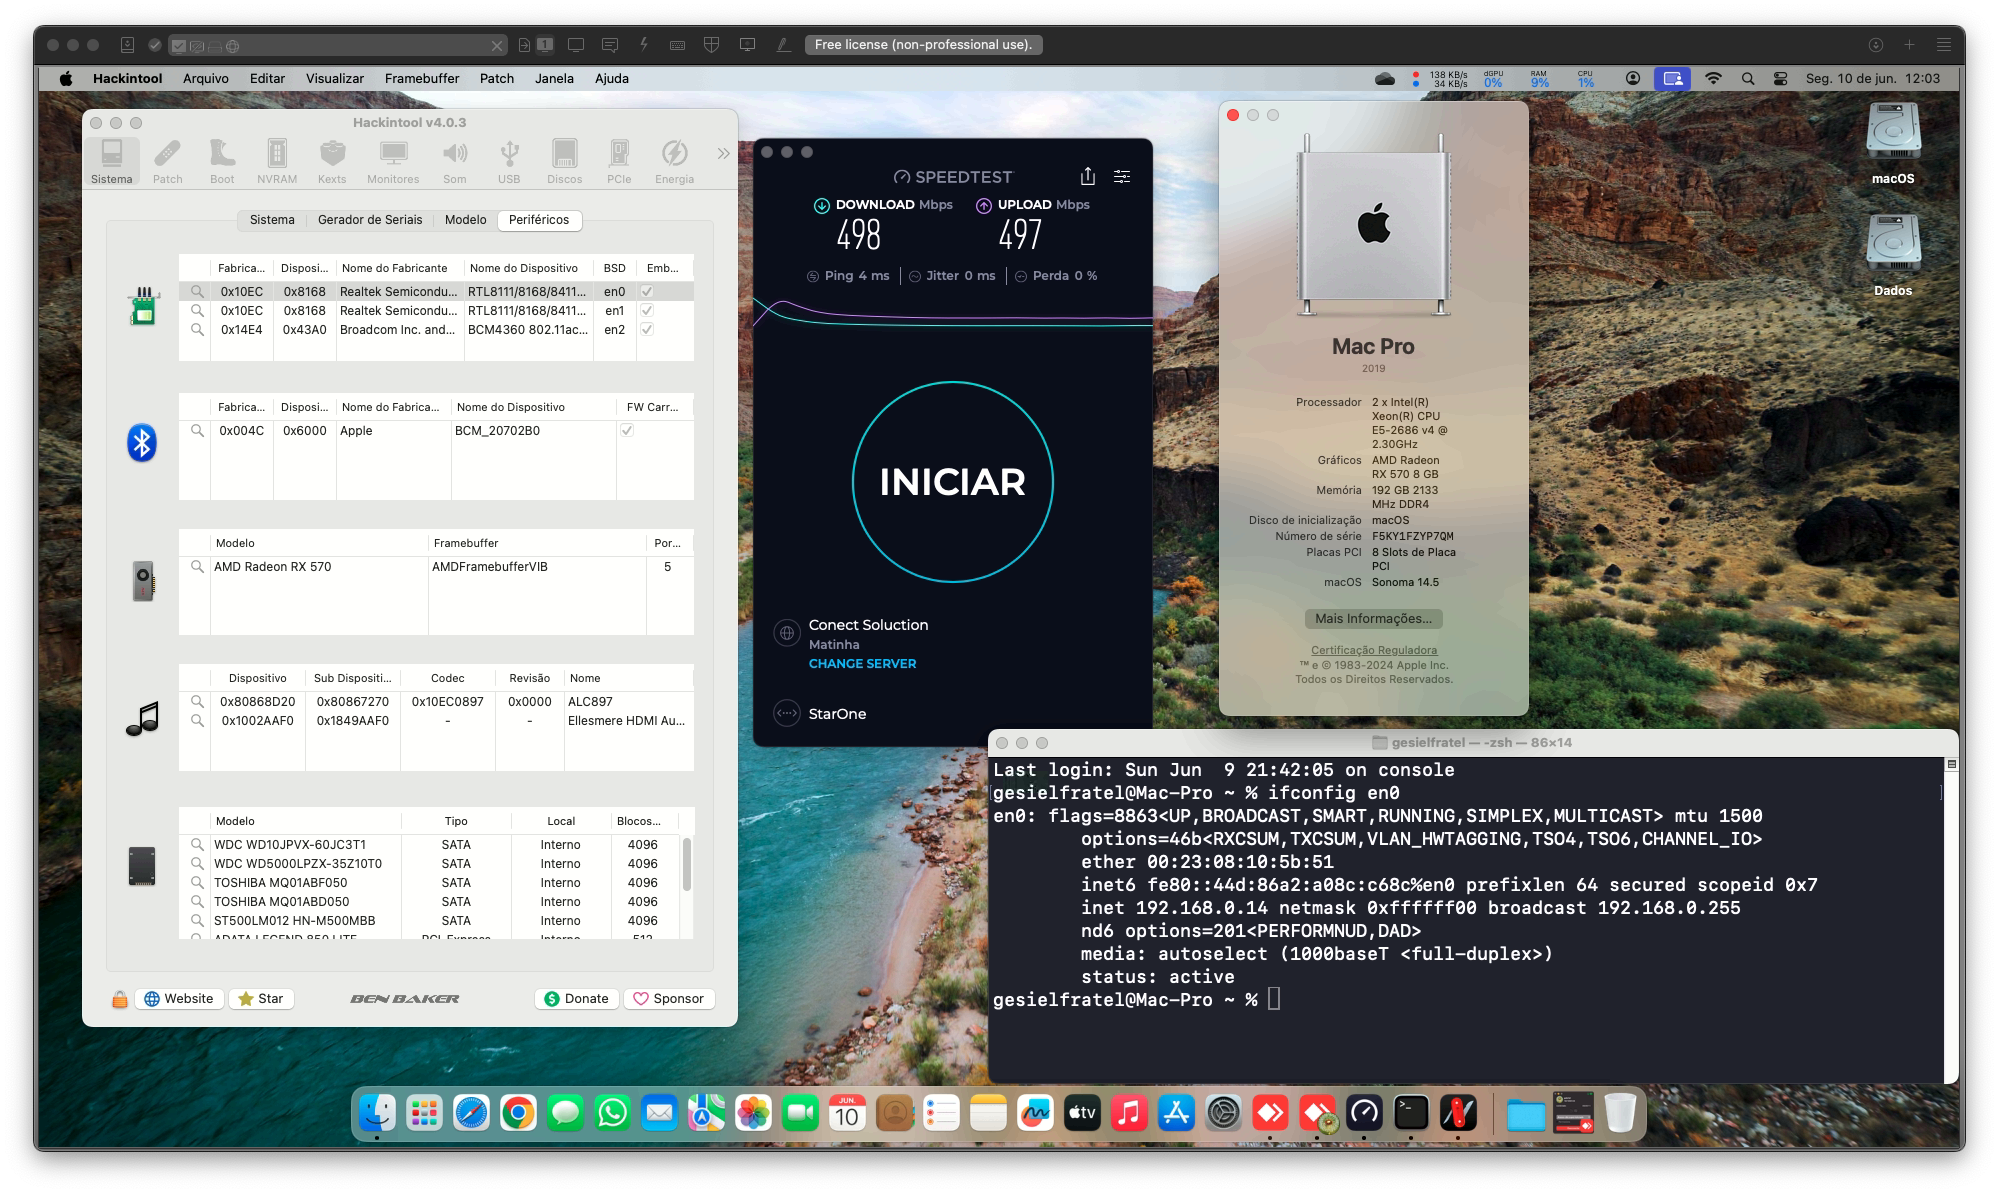 Free license (non-professional use).
1
Hackintool Arquivo Editar Visualizar Framebuffer Patch Janela Ajuda
138 KB/s
34 KB/s
dGPU
0%
RAM
9%
CPU
1%
Seg. 10 de jun. 12:03
Hackintool v4.0.3
Sistema Patch Boot NVRAM Kexts Monitores Som USB Discos PCIe Energia
Sistema Gerador de Seriais Modelo Periféricos
Fabrica... Disposi... Nome do Fabricante Nome do Dispositivo BSD Emb...
0x10EC 0x8168 Realtek Semicondu... RTL8111/8168/8411... en0
0x10EC 0x8168 Realtek Semicondu... RTL8111/8168/8411... en1
0x14E4 0x43A0 Broadcom Inc. and... BCM4360 802.11ac... en2
Fabrica... Disposi... Nome do Fabrica... Nome do Dispositivo FW Carr...
0x004C 0x6000 Apple BCM_20702B0
Modelo Framebuffer Por...
AMD Radeon RX 570 AMDFramebufferVIB 5
Dispositivo Sub Dispositi... Codec Revisão Nome
0x80868D20 0x80867270 0x10EC0897 0x0000 ALC897
0x1002AAF0 0x1849AAF0 - - Ellesmere HDMI Au...
Modelo Tipo Local Blocos...
WDC WD10JPVX-60JC3T1 SATA Interno 4096
WDC WD5000LPZX-35Z10T0 SATA Interno 4096
TOSHIBA MQ01ABF050 SATA Interno 4096
TOSHIBA MQ01ABD050 SATA Interno 4096
ST500LM012 HN-M500MBB SATA Interno 4096
ADATA LEGEND 850 LITE PCI-Express Interno 512
Website Star BEN BAKER Donate Sponsor
SPEEDTEST
DOWNLOAD Mbps UPLOAD Mbps
498 497
Ping 4 ms Jitter 0 ms Perda 0 %
INICIAR
Conect Soluction
Matinha
CHANGE SERVER
StarOne
Mac Pro
2019
Processador 2 x Intel(R)
Xeon(R) CPU
E5-2686 v4 @
2.30GHz
Gráficos AMD Radeon
RX 570 8 GB
Memória 192 GB 2133
MHz DDR4
Disco de inicialização macOS
Número de série F5KY1FZYP7QM
Placas PCI 8 Slots de Placa
PCI
macOS Sonoma 14.5
Mais Informações...
Certificação Reguladora
™ e © 1983-2024 Apple Inc.
Todos os Direitos Reservados.
macOS
Dados
gesielfratel — -zsh — 86×14
Last login: Sun Jun  9 21:42:05 on console
gesielfratel@Mac-Pro ~ % ifconfig en0
en0: flags=8863<UP,BROADCAST,SMART,RUNNING,SIMPLEX,MULTICAST> mtu 1500
options=46b<RXCSUM,TXCSUM,VLAN_HWTAGGING,TSO4,TSO6,CHANNEL_IO>
ether 00:23:08:10:5b:51
inet6 fe80::44d:86a2:a08c:c68c%en0 prefixlen 64 secured scopeid 0x7
inet 192.168.0.14 netmask 0xffffff00 broadcast 192.168.0.255
nd6 options=201<PERFORMNUD,DAD>
media: autoselect (1000baseT <full-duplex>)
status: active
gesielfratel@Mac-Pro ~ %
JUN.
10
tv